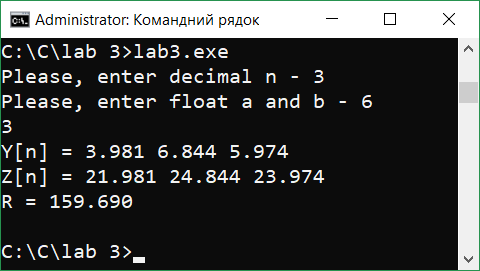 Administrator: Командний рядок
C:\C\lab 3>lab3.exe
Please, enter decimal n - 3
Please, enter float a and b - 6
3
Y[n] = 3.981 6.844 5.974
Z[n] = 21.981 24.844 23.974
R = 159.690
C:\C\lab 3>